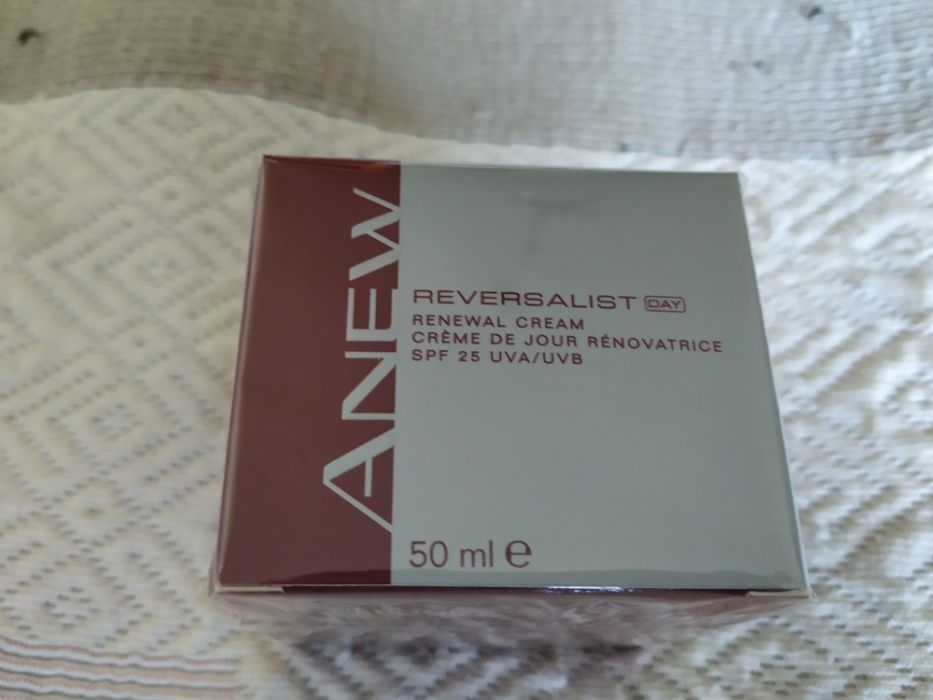 ANEW
REVERSALIST DAY
RENEWAL CREAM
CRÈME DE JOUR RÉNOVATRICE
SPF 25 UVA/UVB
50 ml e